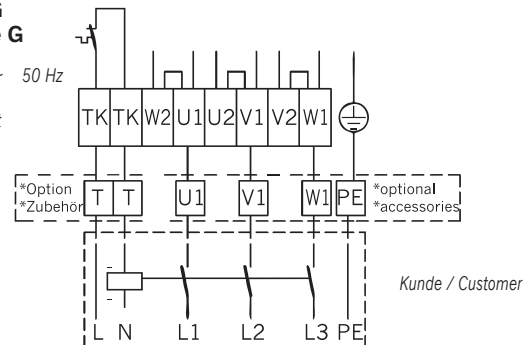 G
G
50 Hz
TK TK W2 U1 U2 V1 V2 W1
*Option
*Zubehör
T T U1 V1 W1 PE
*optional
*accessories
Kunde / Customer
L N L1 L2 L3 PE